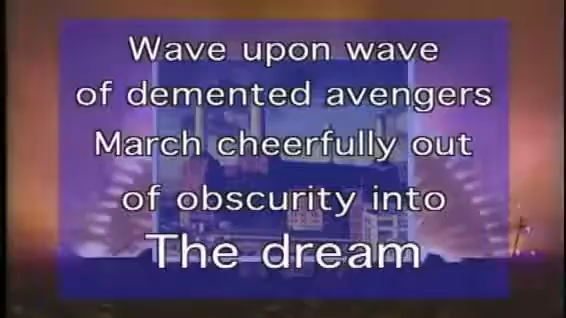 Wave upon wave
of demented avengers
March cheerfully out
of obscurity into
The dream